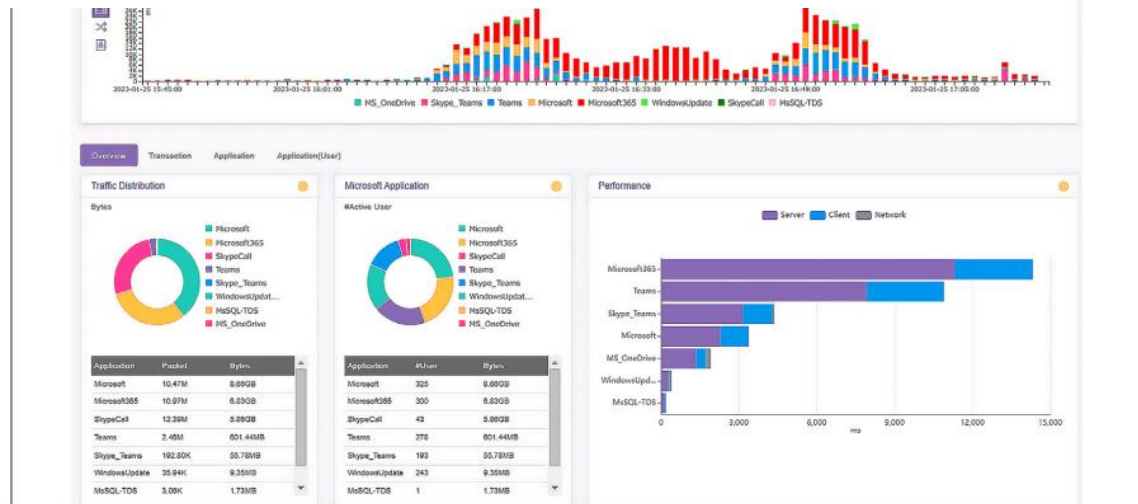 2023-01-25 15:45:00 2023-01-25 16:01:00 2023-01-25 16:17:00 2023-01-25 16:33:00 2023-01-25 16:49:00 2023-01-25 17:05:00
MS_OneDrive Skype_Teams Teams Microsoft Microsoft365 WindowsUpdate SkypeCall MsSQL-TDS
Overview Transaction Application Application(User)
Traffic Distribution
Bytes
Microsoft
Microsoft365
SkypeCall
Teams
Skype_Teams
WindowsUpdat...
MsSQL-TDS
MS_OneDrive
Application Packet Bytes
Microsoft 10.47M 8.66GB
Microsoft365 10.97M 6.83GB
SkypeCall 12.39M 5.86GB
Teams 2.46M 601.44MB
Skype_Teams 192.80K 55.78MB
WindowsUpdate 35.94K 9.35MB
MsSQL-TDS 3.06K 1.73MB
Microsoft Application
#Active User
Microsoft
Microsoft365
SkypeCall
Teams
Skype_Teams
WindowsUpdat...
MsSQL-TDS
MS_OneDrive
Application #User Bytes
Microsoft 325 8.66GB
Microsoft365 300 6.83GB
SkypeCall 43 5.86GB
Teams 278 601.44MB
Skype_Teams 193 55.78MB
WindowsUpdate 243 9.35MB
MsSQL-TDS 1 1.73MB
Performance
Server Client Network
Microsoft365
Teams
Skype_Teams
Microsoft
MS_OneDrive
WindowsUpd...
MsSQL-TDS
0 3,000 6,000 9,000 12,000 15,000
ms